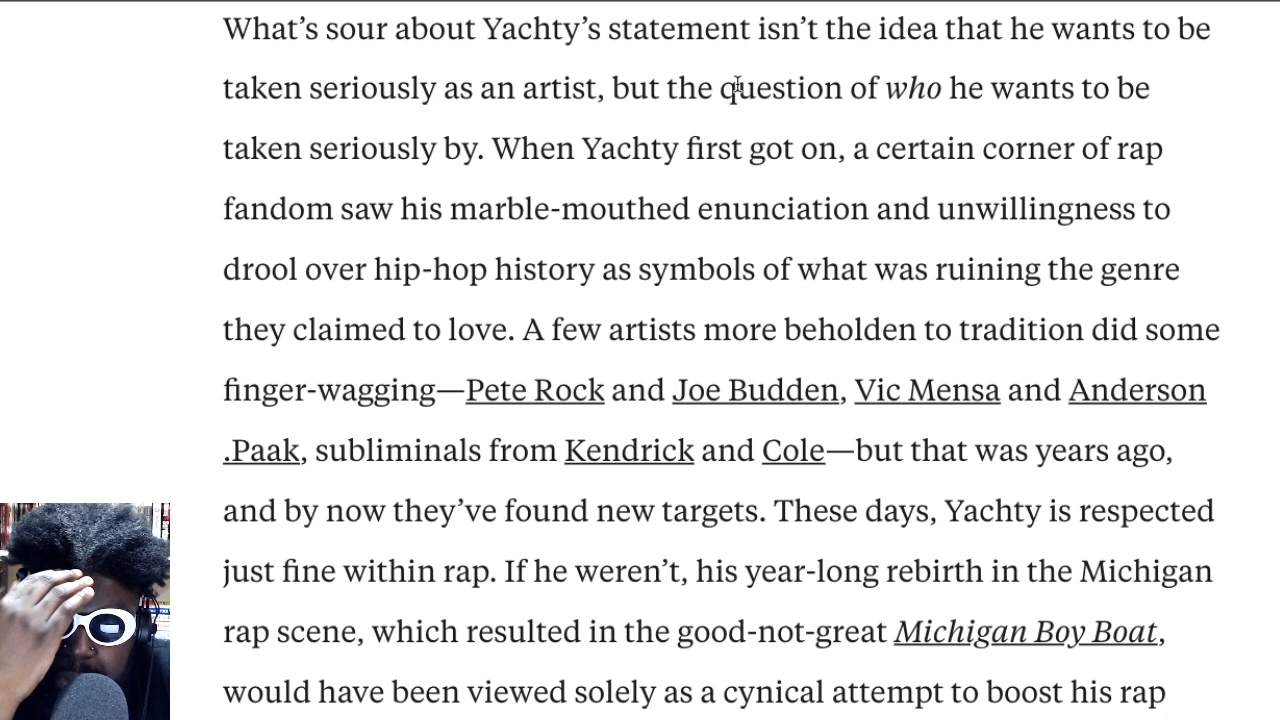 What’s sour about Yachty’s statement isn’t the idea that he wants to be
taken seriously as an artist, but the question of who he wants to be
taken seriously by. When Yachty first got on, a certain corner of rap
fandom saw his marble-mouthed enunciation and unwillingness to
drool over hip-hop history as symbols of what was ruining the genre
they claimed to love. A few artists more beholden to tradition did some
finger-wagging—Pete Rock and Joe Budden, Vic Mensa and Anderson
.Paak, subliminals from Kendrick and Cole—but that was years ago,
and by now they’ve found new targets. These days, Yachty is respected
just fine within rap. If he weren’t, his year-long rebirth in the Michigan
rap scene, which resulted in the good-not-great Michigan Boy Boat,
would have been viewed solely as a cynical attempt to boost his rap